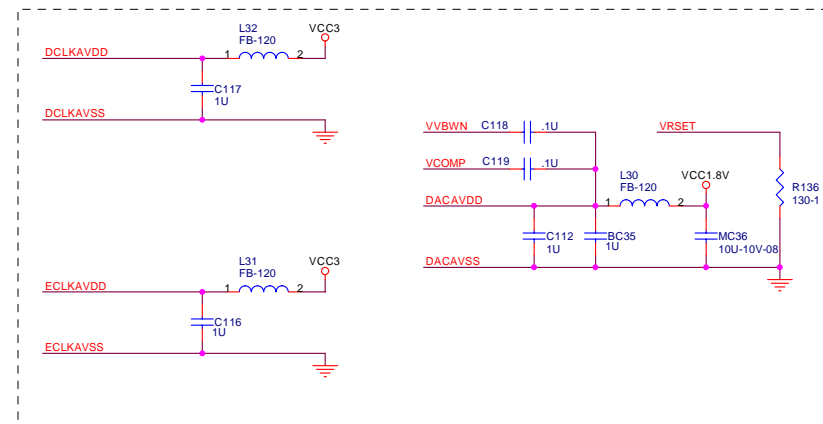 L32
FB-120
VCC3
DCLKAVDD
1
2
C117
1U
DCLKAVSS
VVBWN
C118
.1U
VRSET
VCOMP
C119
.1U
L30
FB-120
VCC1.8V
R136
130-1
DACAVDD
1
2
C112
1U
BC35
1U
MC36
10U-10V-08
DACAVSS
L31
FB-120
VCC3
ECLKAVDD
1
2
C116
1U
ECLKAVSS